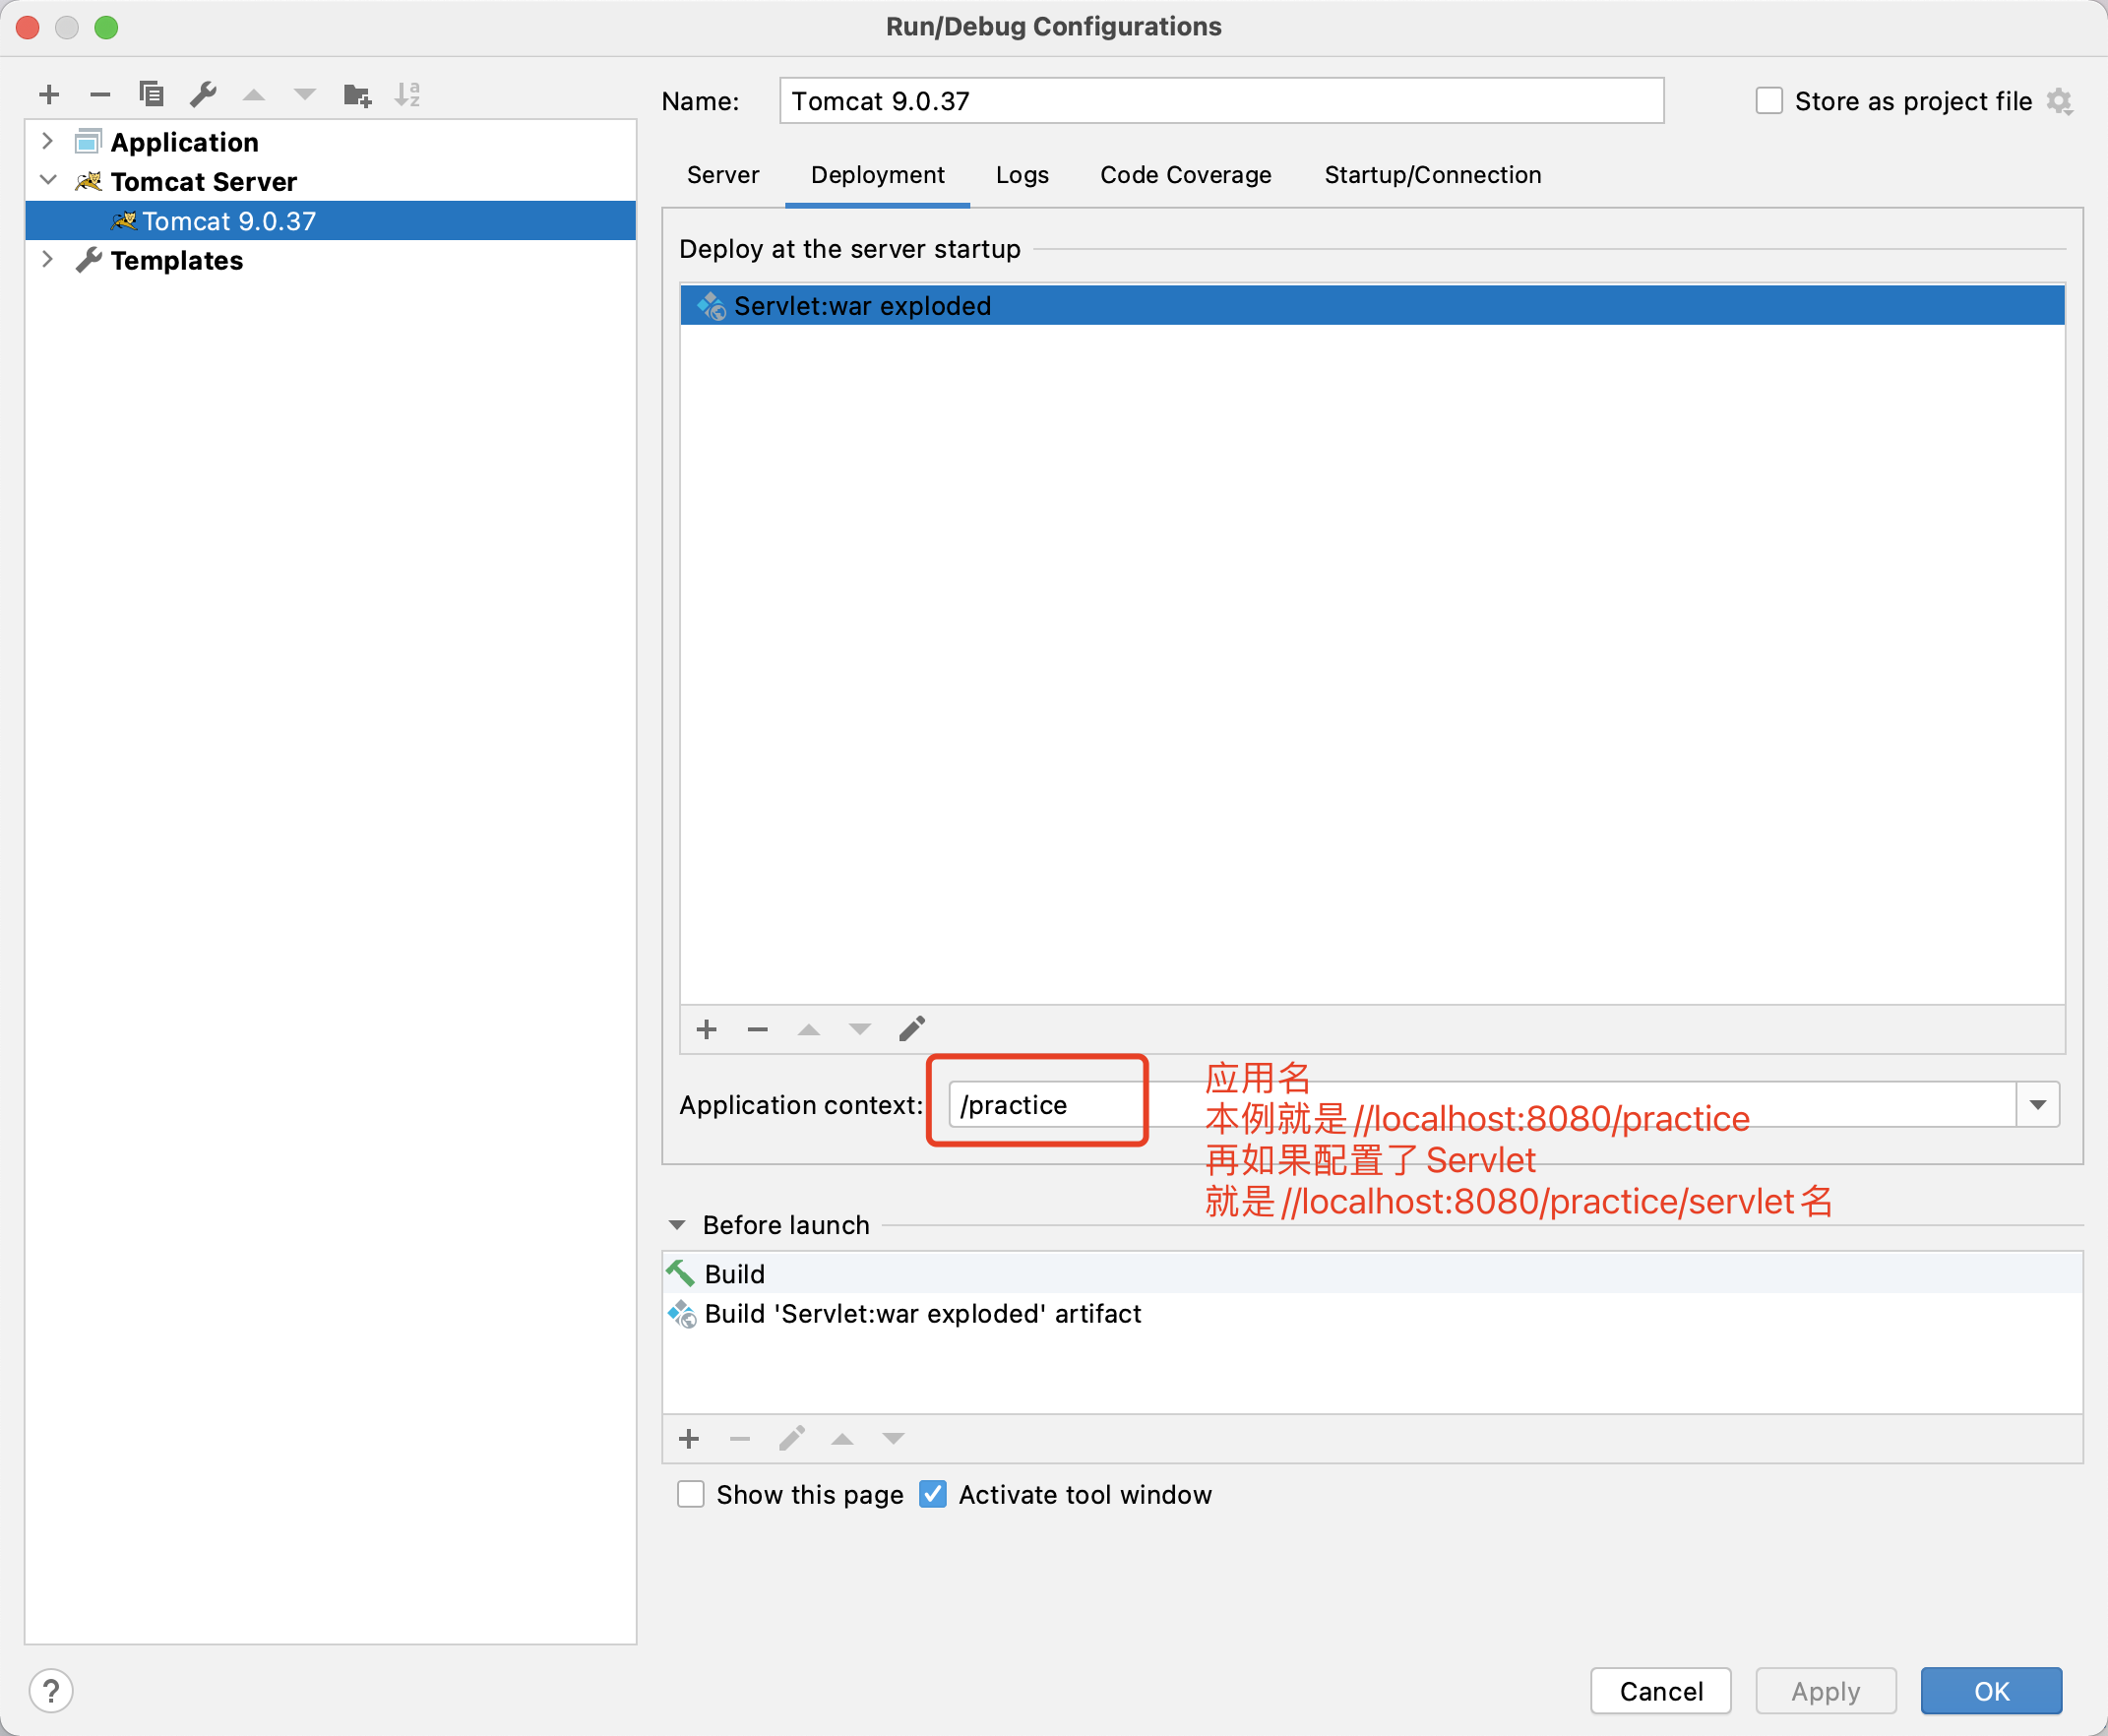 Run/Debug Configurations
Name:
Tomcat 9.0.37
Store as project file
Application
Tomcat Server
Tomcat 9.0.37
Templates
Server
Deployment
Logs
Code Coverage
Startup/Connection
Deploy at the server startup
Servlet:war exploded
Application context:
/practice
应用名
本例就是//localhost:8080/practice
再如果配置了 Servlet
就是//localhost:8080/practice/servlet 名
Before launch
Build
Build 'Servlet:war exploded' artifact
Show this page
Activate tool window
?
Cancel
Apply
OK